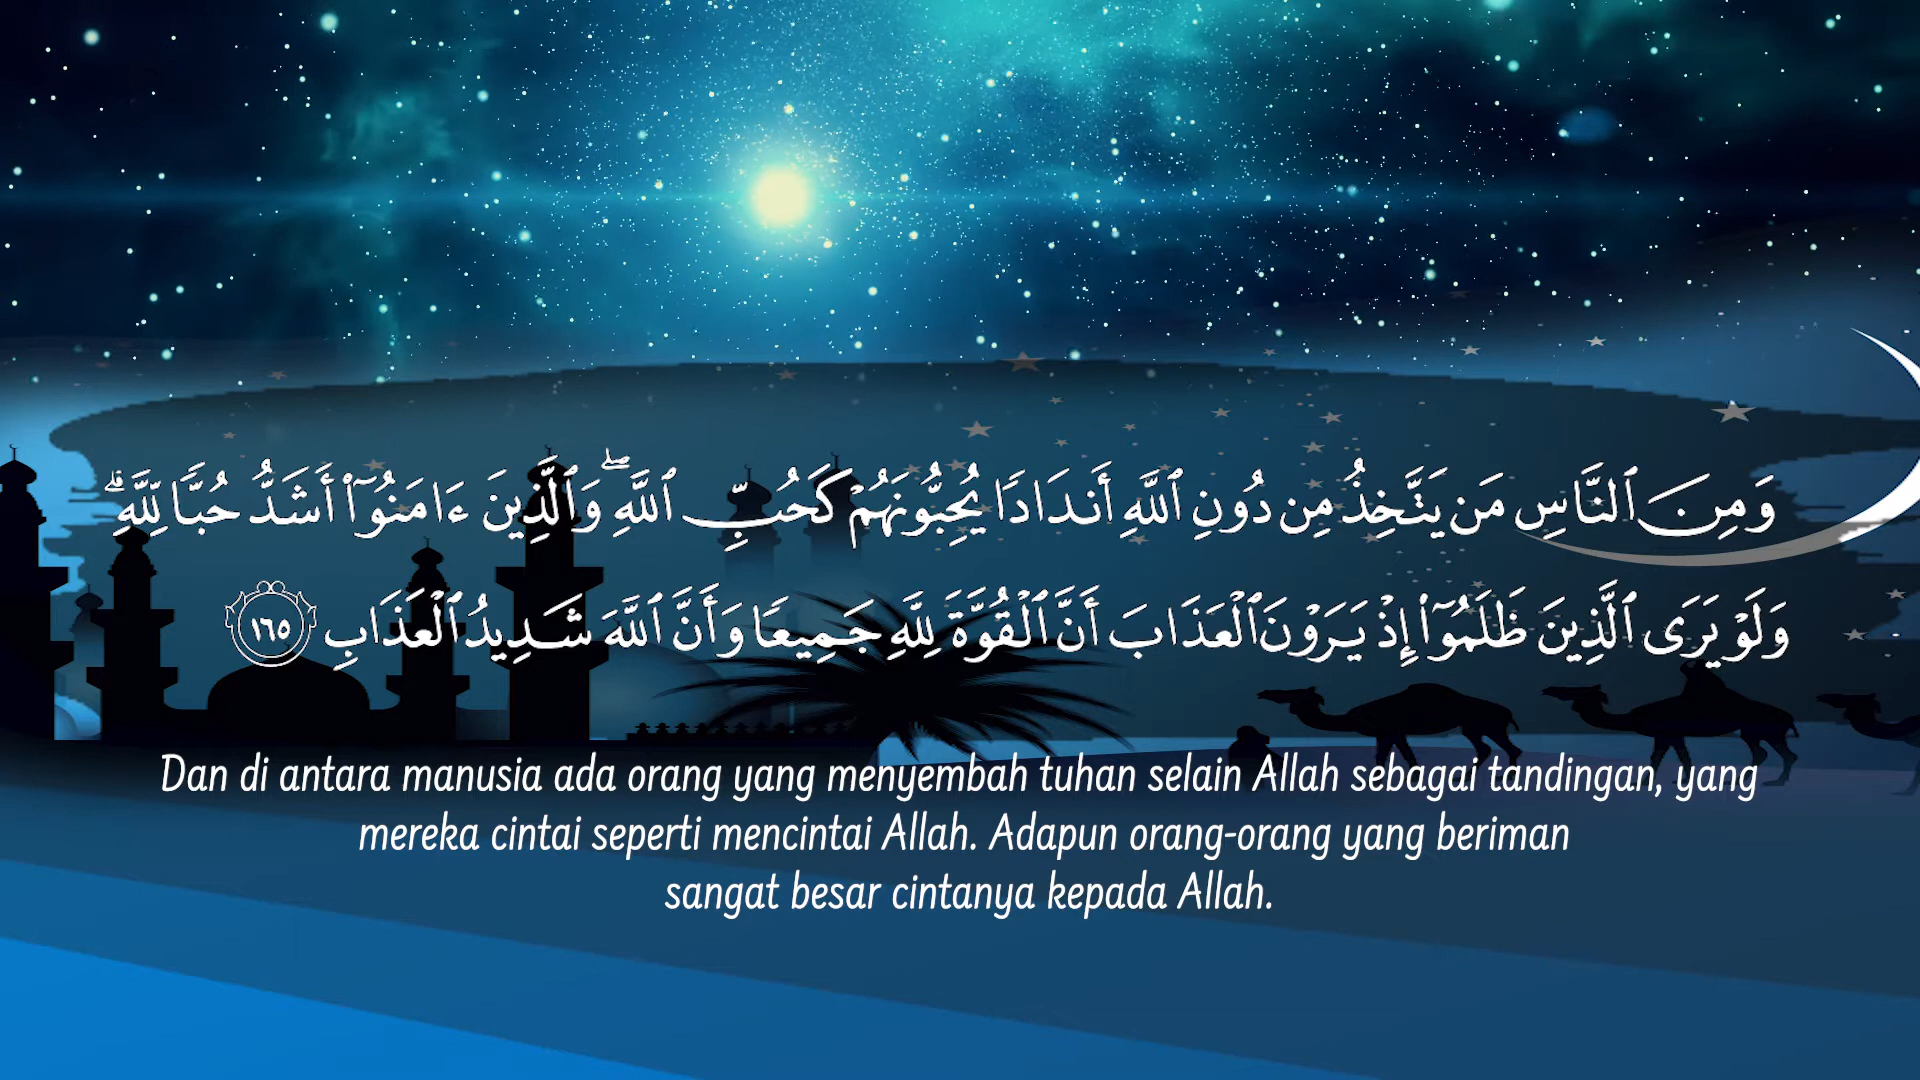 وَمِنَ ٱلنَّاسِ مَن يَتَّخِذُ مِن دُونِ ٱللَّهِ أَندَادًا يُحِبُّونَهُمْ كَحُبِّ ٱللَّهِ ۖ وَٱلَّذِينَ ءَامَنُوٓا۟ أَشَدُّ حُبًّا لِّلَّهِ ۗ
وَلَوْ يَرَى ٱلَّذِينَ ظَلَمُوٓا۟ إِذْ يَرَوْنَ ٱلْعَذَابَ أَنَّ ٱلْقُوَّةَ لِلَّهِ جَمِيعًا وَأَنَّ ٱللَّهَ شَدِيدُ ٱلْعَذَابِ ١٦٥
Dan di antara manusia ada orang yang menyembah tuhan selain Allah sebagai tandingan, yang
mereka cintai seperti mencintai Allah. Adapun orang-orang yang beriman
sangat besar cintanya kepada Allah.